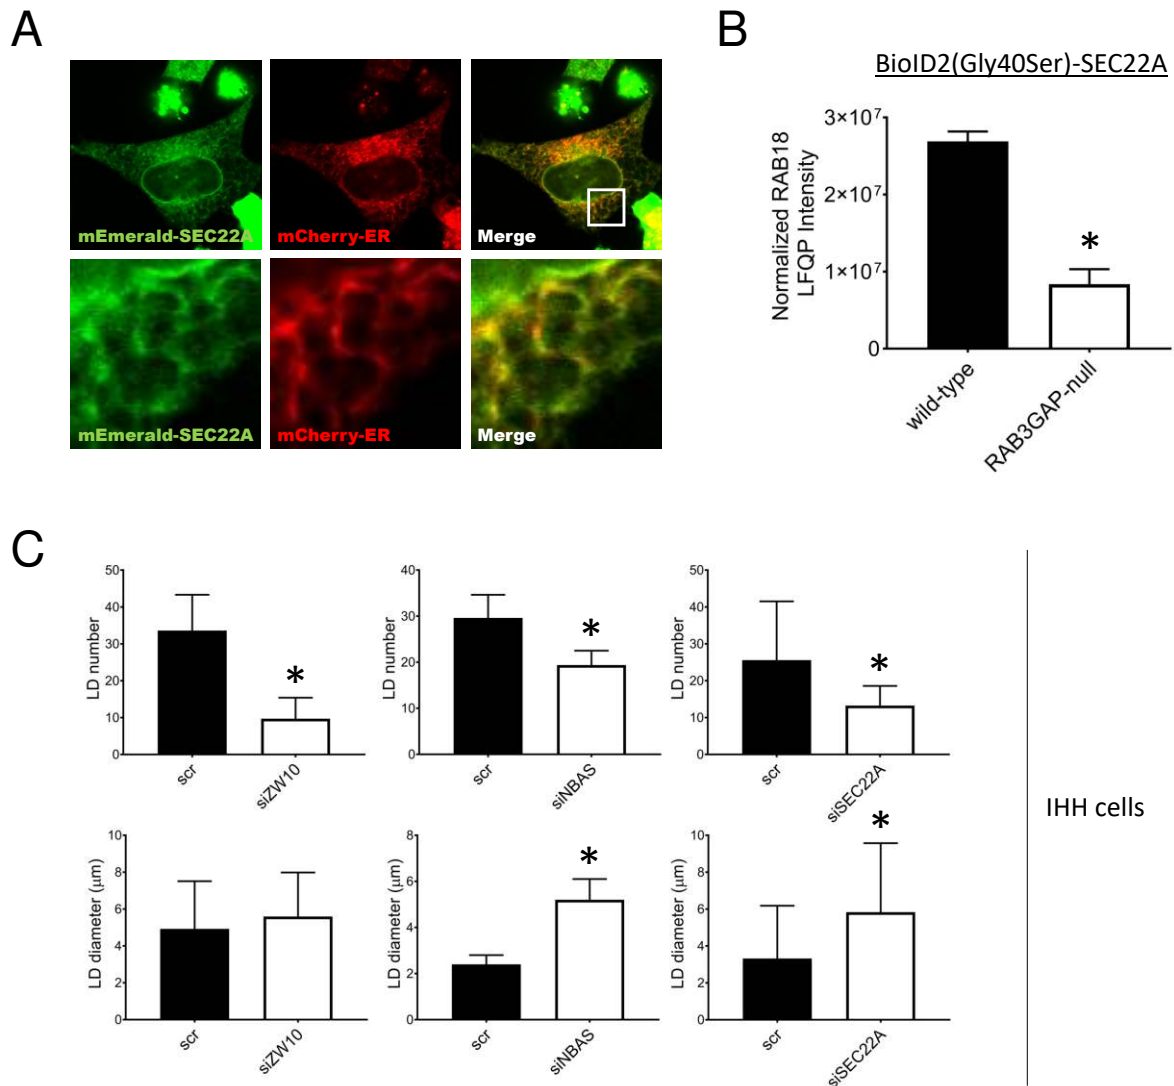 A
mEmerald-SEC22A
mCherry-ER
Merge
mEmerald-SEC22A
mCherry-ER
Merge
B
BioID2(Gly40Ser)-SEC22A
Normalized RAB18
LFQP Intensity
3×10⁷
2×10⁷
1×10⁷
0
*
wild-type
RAB3GAP-null
C
LD number
50
40
30
20
10
0
*
scr
siZW10
LD number
40
30
20
10
0
*
scr
siNBAS
LD number
50
40
30
20
10
0
*
scr
siSEC22A
LD diameter (μm)
10
8
6
4
2
0
scr
siZW10
LD diameter (μm)
8
6
4
2
0
*
scr
siNBAS
LD diameter (μm)
10
8
6
4
2
0
*
scr
siSEC22A
IHH cells